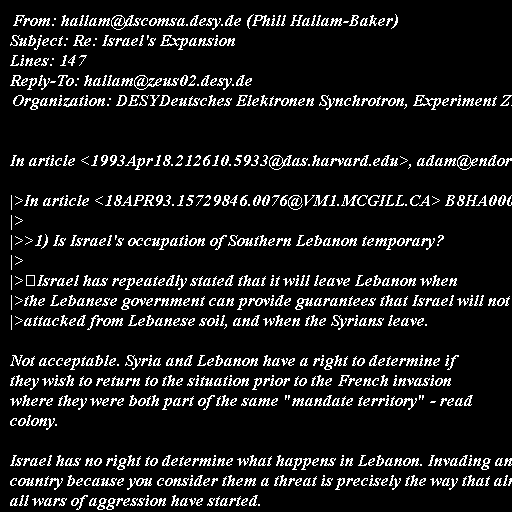 From: hallam@dscomsa.desy.de (Phill Hallam-Baker)
Subject: Re: Israel's Expansion
Lines: 147
Reply-To: hallam@zeus02.desy.de
Organization: DESYDeutsches Elektronen Synchrotron, Experiment Z
In article <1993Apr18.212610.5933@das.harvard.edu>, adam@endor
|>In article <18APR93.15729846.0076@VM1.MCGILL.CA> B8HA000
|>
|>>1) Is Israel's occupation of Southern Lebanon temporary?
|>
|>Israel has repeatedly stated that it will leave Lebanon when
|>the Lebanese government can provide guarantees that Israel will not
|>attacked from Lebanese soil, and when the Syrians leave.
Not acceptable. Syria and Lebanon have a right to determine if
they wish to return to the situation prior to the French invasion
where they were both part of the same "mandate territory" - read
colony.
Israel has no right to determine what happens in Lebanon. Invading an
country because you consider them a threat is precisely the way that
all wars of aggression have started.